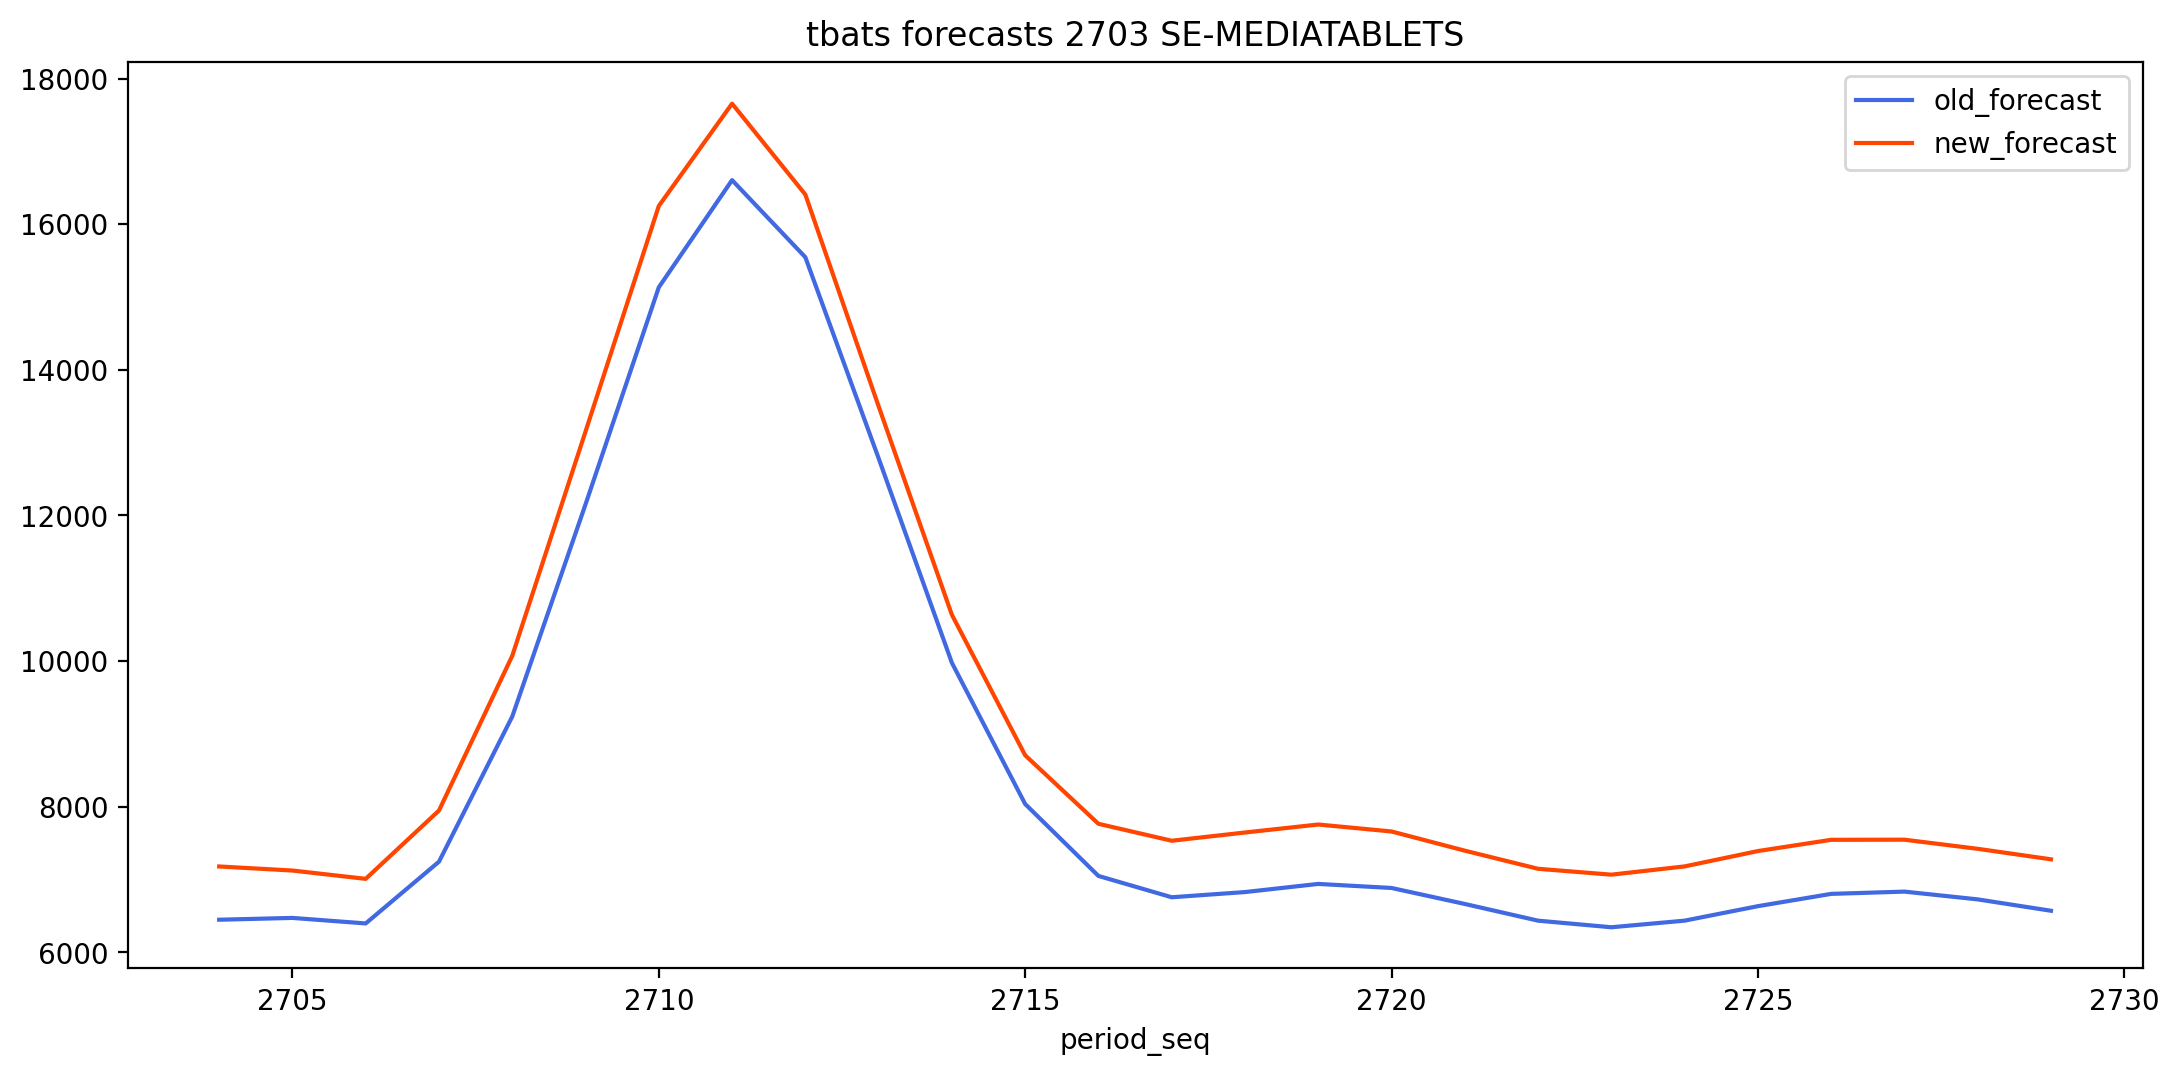 tbats forecasts 2703 SE-MEDIATABLETS
18000
16000
14000
12000
10000
8000
6000
old_forecast
new_forecast
2705 2710 2715 2720 2725 2730
period_seq